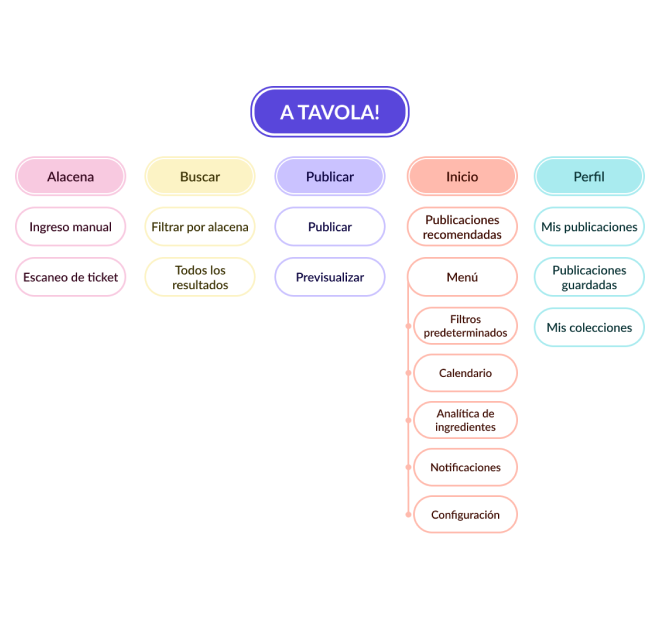 A TAVOLA!
Alacena
Ingreso manual
Escaneo de ticket
Buscar
Filtrar por alacena
Todos los
resultados
Publicar
Publicar
Previsualizar
Inicio
Publicaciones
recomendadas
Menú
Filtros
predeterminados
Calendario
Analítica de
ingredientes
Notificaciones
Configuración
Perfil
Mis publicaciones
Publicaciones
guardadas
Mis colecciones